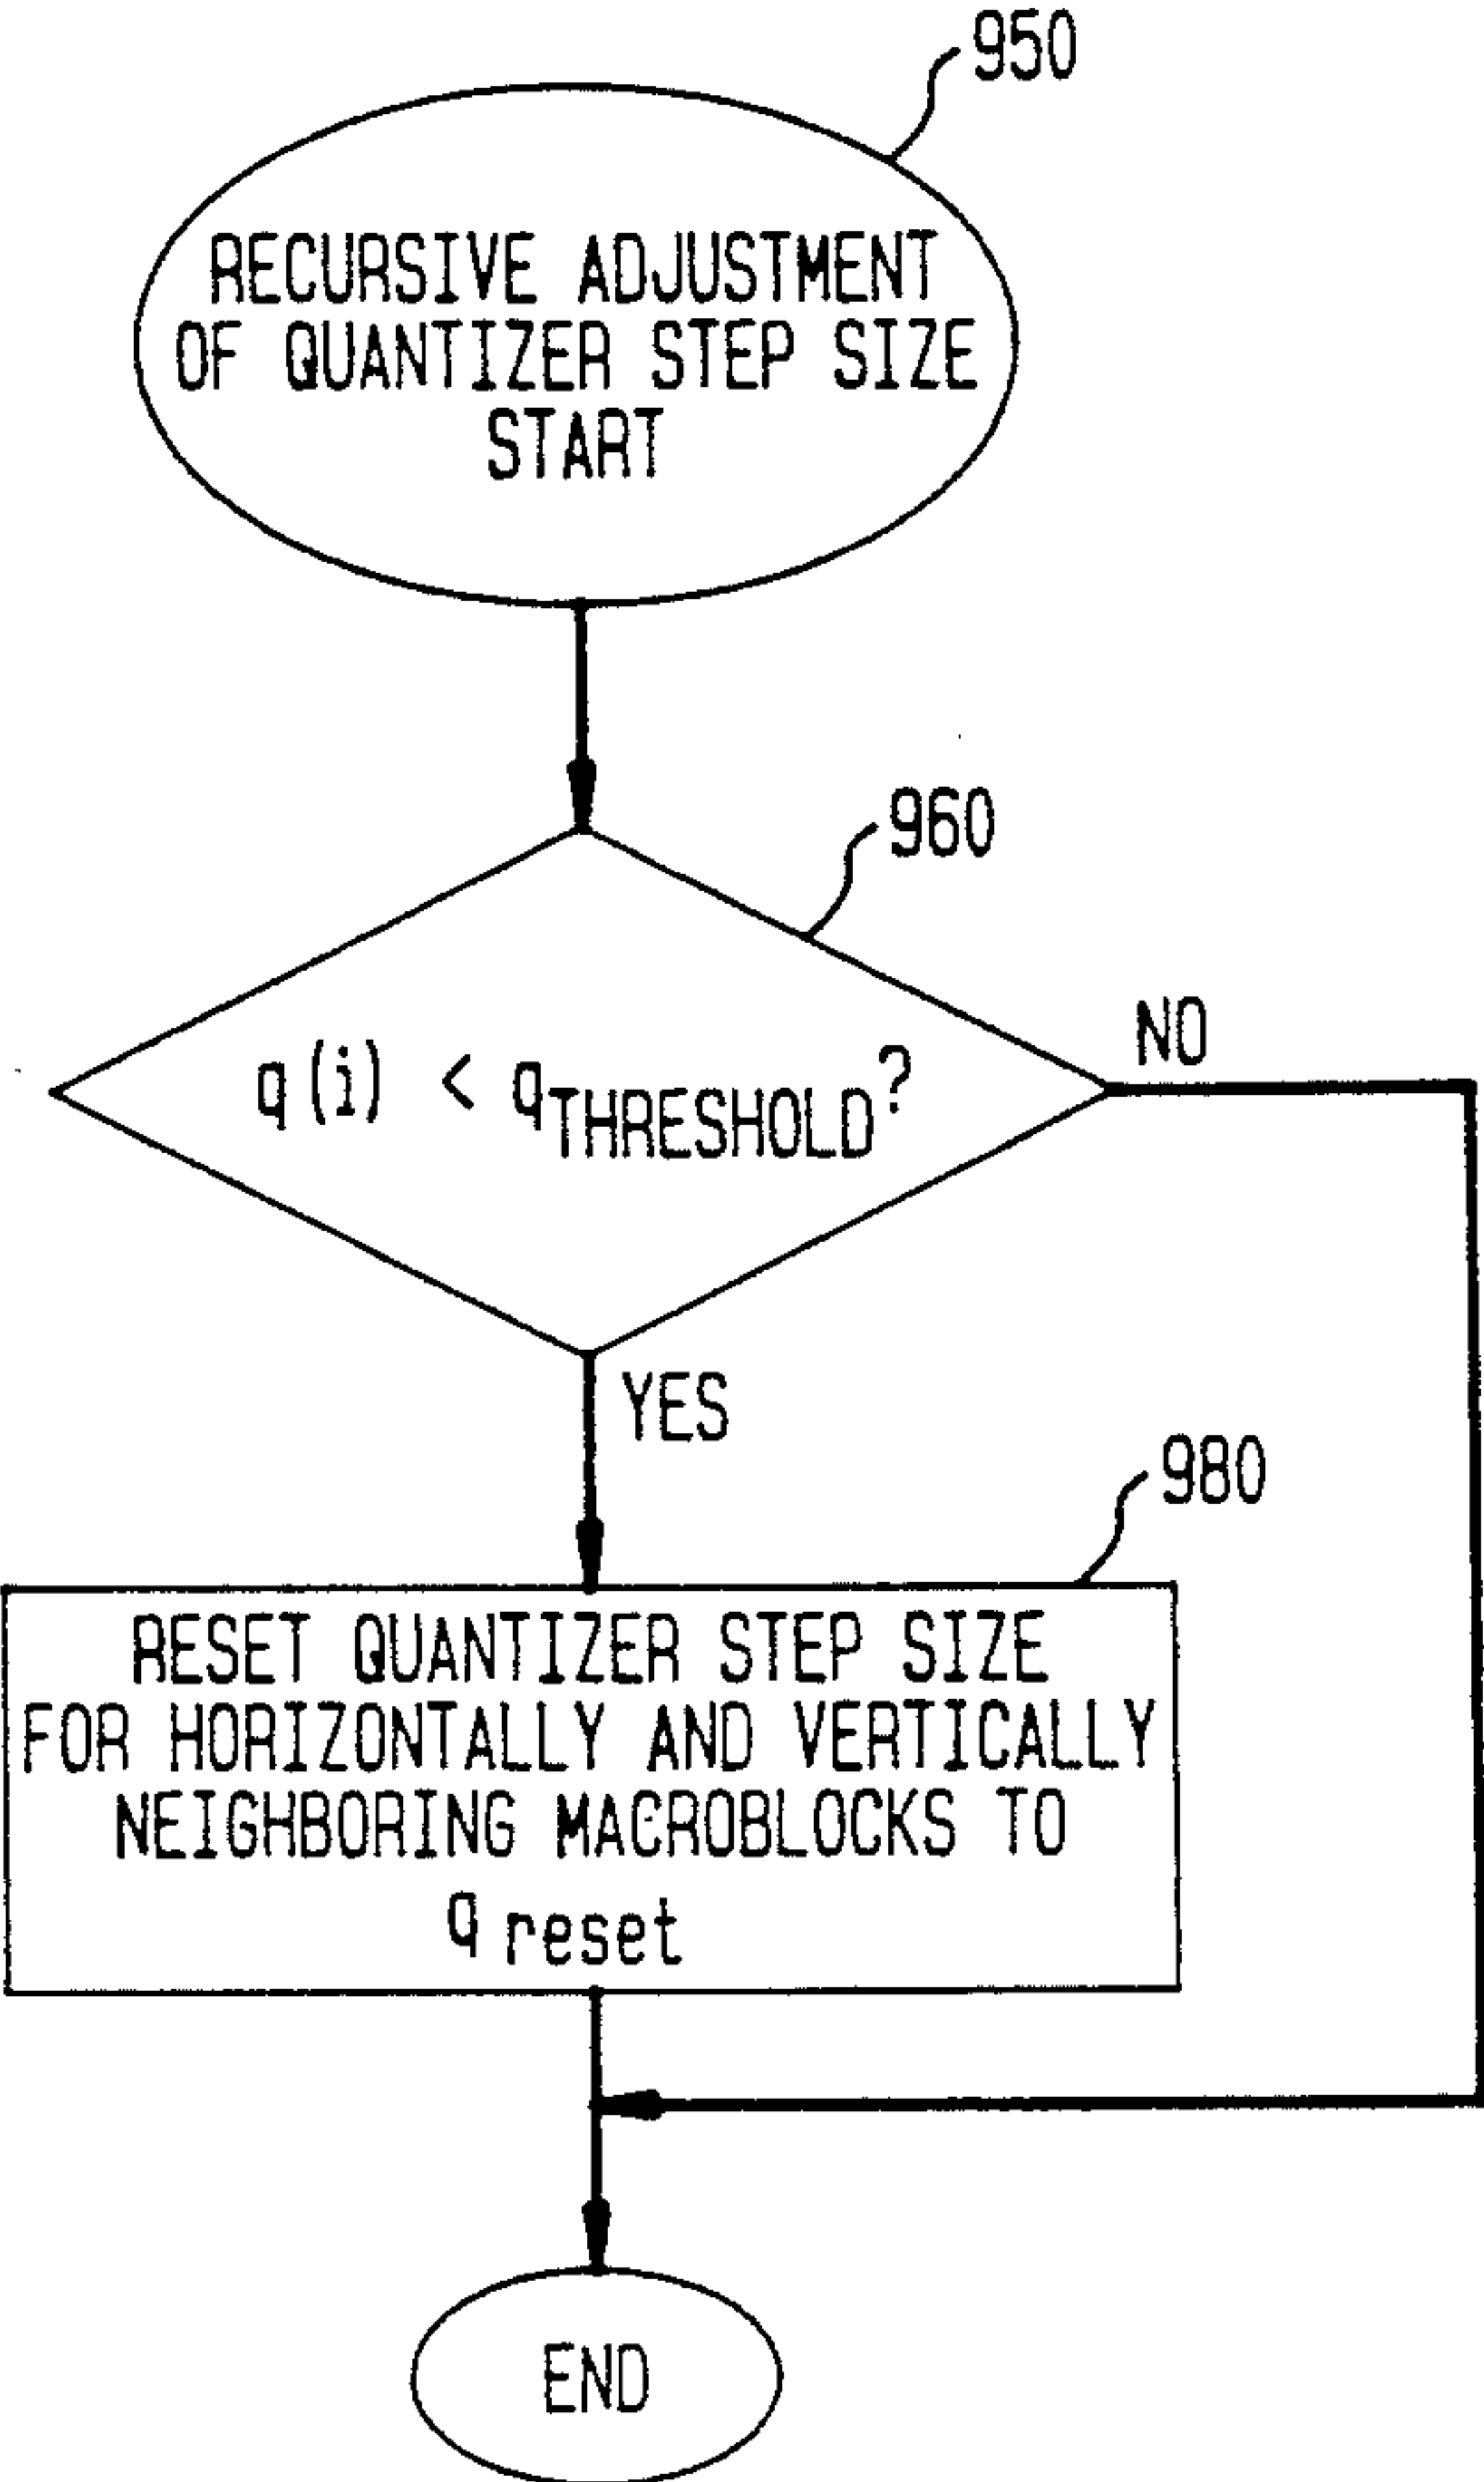 950
RECURSIVE ADJUSTMENT
OF QUANTIZER STEP SIZE
START
960
q(i) < qTHRESHOLD?
NO
YES
980
RESET QUANTIZER STEP SIZE
FOR HORIZONTALLY AND VERTICALLY
NEIGHBORING MACROBLOCKS TO
q reset
END